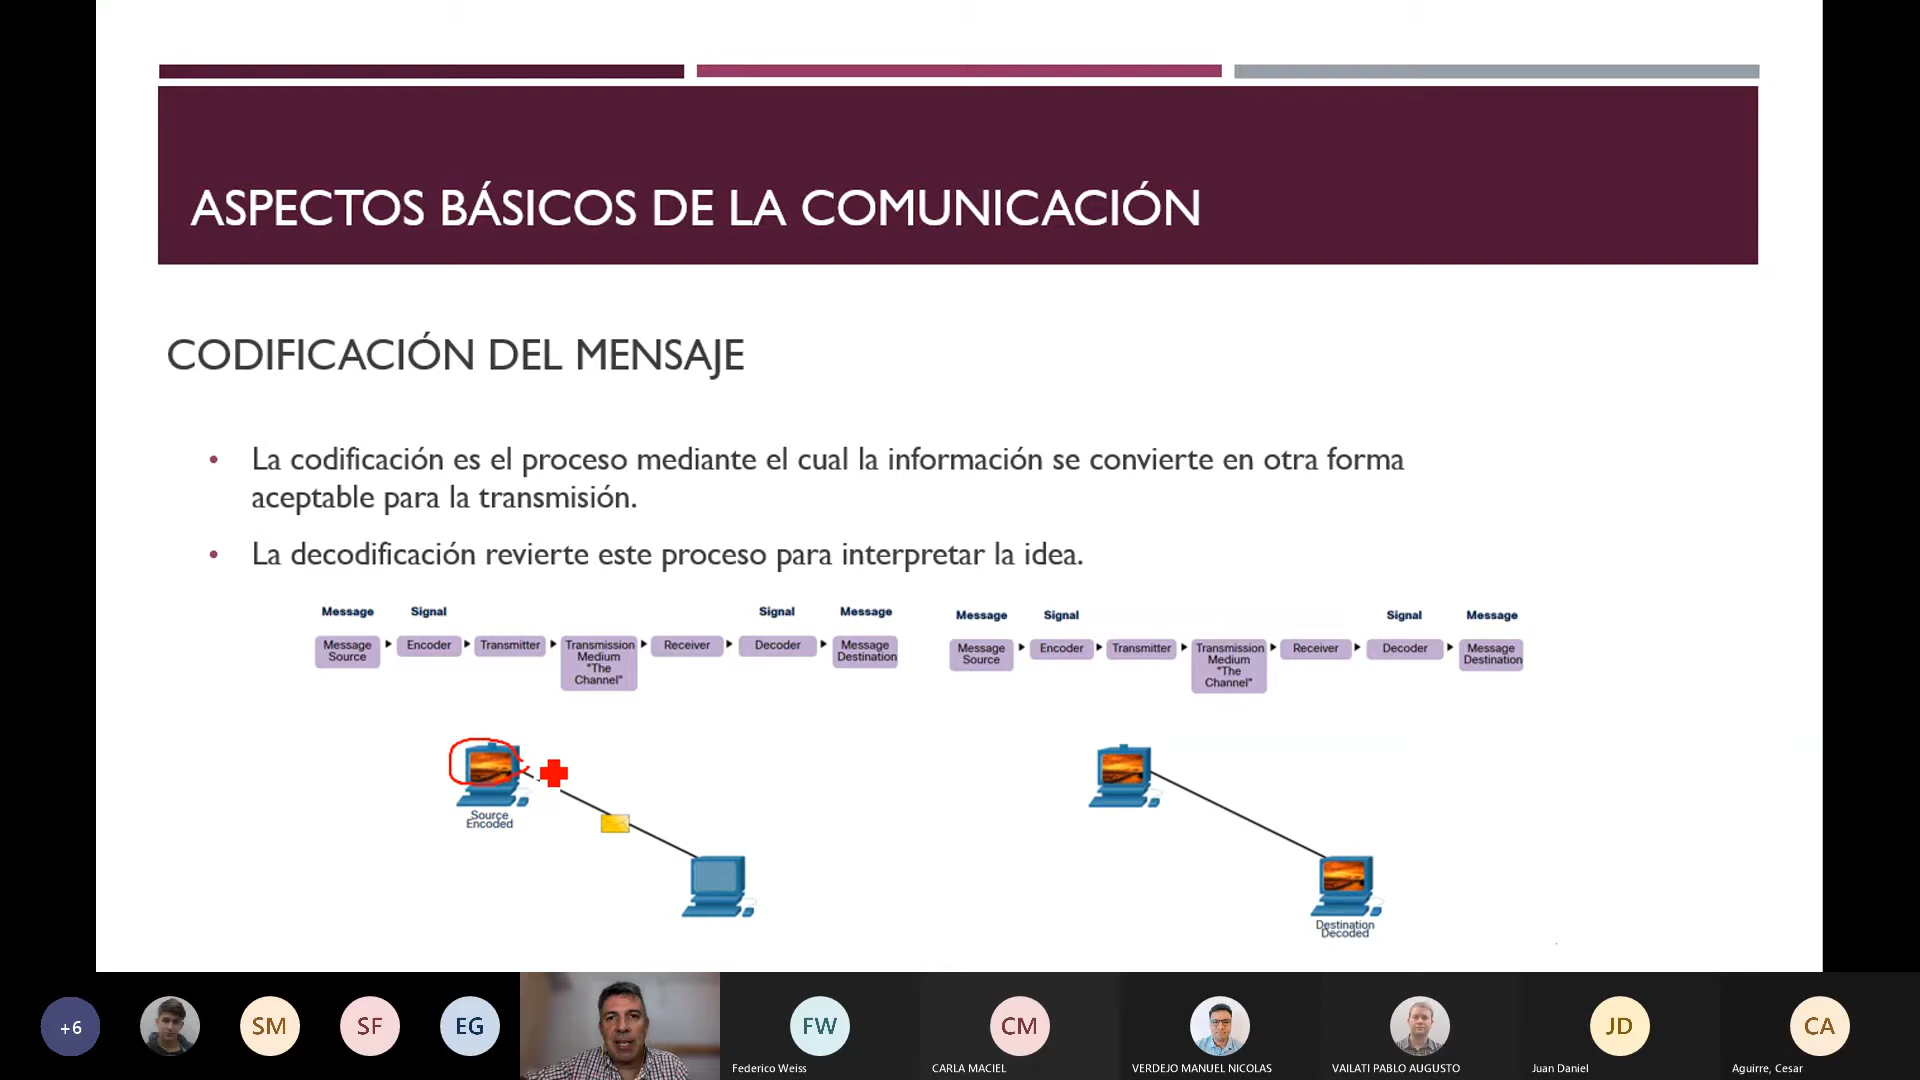 ASPECTOS BÁSICOS DE LA COMUNICACIÓN
CODIFICACIÓN DEL MENSAJE
• La codificación es el proceso mediante el cual la información se convierte en otra forma
aceptable para la transmisión.
• La decodificación revierte este proceso para interpretar la idea.
Message Signal Signal Message
Message Source Encoder Transmitter Transmission Medium "The Channel" Receiver Decoder Message Destination
Message Signal Signal Message
Message Source Encoder Transmitter Transmission Medium "The Channel" Receiver Decoder Message Destination
Source
Encoded
Destination
Decoded
+6 SM SF EG FW CM JD CA
Federico Weiss CARLA MACIEL VERDEJO MANUEL NICOLAS VAILATI PABLO AUGUSTO Juan Daniel Aguirre, Cesar